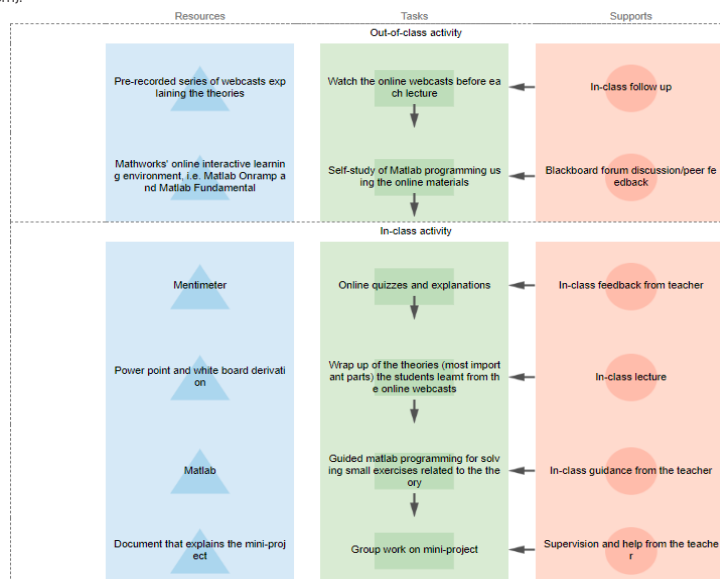 Resources
Tasks
Supports
Out-of-class activity
Pre-recorded series of webcasts exp
laining the theories
Watch the online webcasts before ea
ch lecture
In-class follow up
Mathworks' online interactive learnin
g environment, i.e. Matlab Onramp a
nd Matlab Fundamental
Self-study of Matlab programming us
ing the online materials
Blackboard forum discussion/peer fe
edback
In-class activity
Mentimeter
Online quizzes and explanations
In-class feedback from teacher
Power point and white board derivati
on
Wrap up of the theories (most import
ant parts) the students learnt from th
e online webcasts
In-class lecture
Matlab
Guided matlab programming for solv
ing small exercises related to the the
ory
In-class guidance from the teacher
Document that explains the mini-proj
ect
Group work on mini-project
Supervision and help from the teache
r